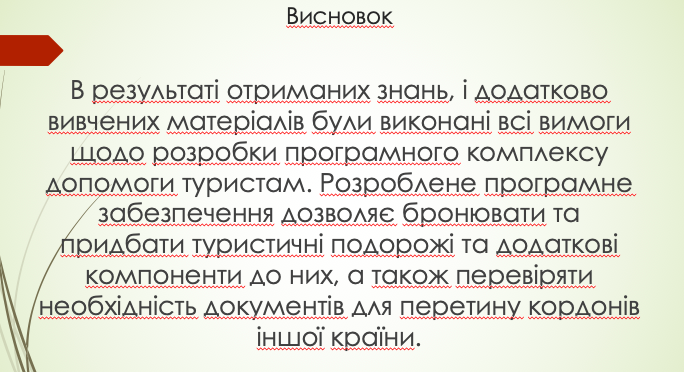 Висновок
В результаті отриманих знань, і додатково
вивчених матеріалів були виконані всі вимоги
щодо розробки програмного комплексу
допомоги туристам. Розроблене програмне
забезпечення дозволяє бронювати та
придбати туристичні подорожі та додаткові
компоненти до них, а також перевіряти
необхідність документів для перетину кордонів
іншої країни.